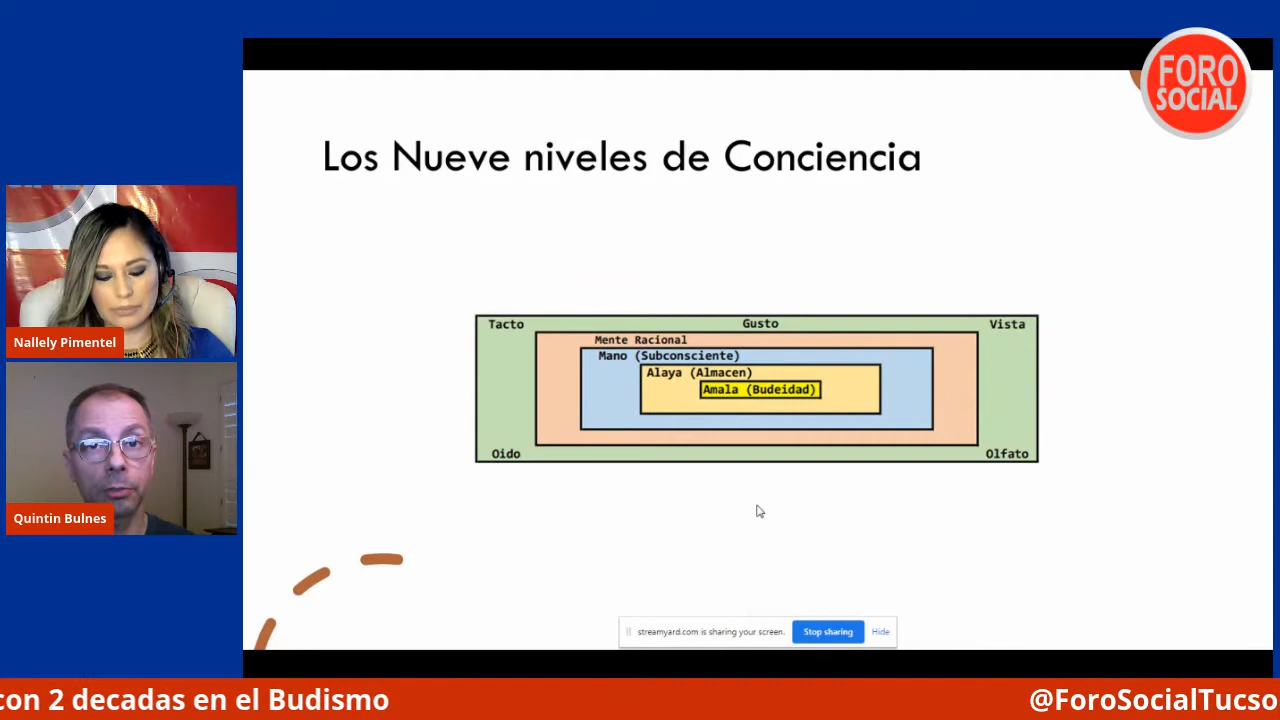 FORO
SOCIAL
Los Nueve niveles de Conciencia
Tacto Gusto Vista
Mente Racional
Mano (Subconsciente)
Alaya (Almacen)
Amala (Budeidad)
Oido Olfato
Nallely Pimentel
Quintin Bulnes
streamyard.com is sharing your screen. Stop sharing Hide
con 2 decadas en el Budismo @ForoSocialTucso